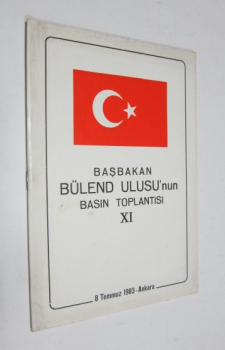 BAŞBAKAN
BÜLEND ULUSU'nun
BASIN TOPLANTISI
XI
8 Temmuz 1983 - Ankara